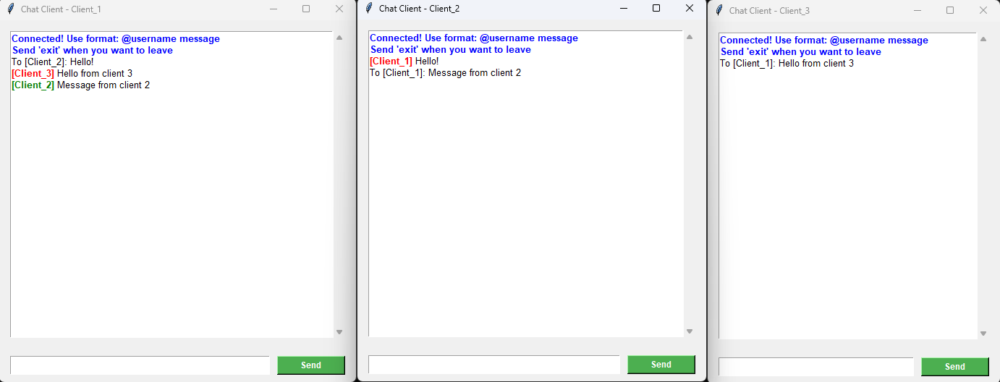 Chat Client - Client_1
Connected! Use format: @username message
Send 'exit' when you want to leave
To [Client_2]: Hello!
[Client_3] Hello from client 3
[Client_2] Message from client 2
Send
Chat Client - Client_2
Connected! Use format: @username message
Send 'exit' when you want to leave
[Client_1] Hello!
To [Client_1]: Message from client 2
Send
Chat Client - Client_3
Connected! Use format: @username message
Send 'exit' when you want to leave
To [Client_1]: Hello from client 3
Send